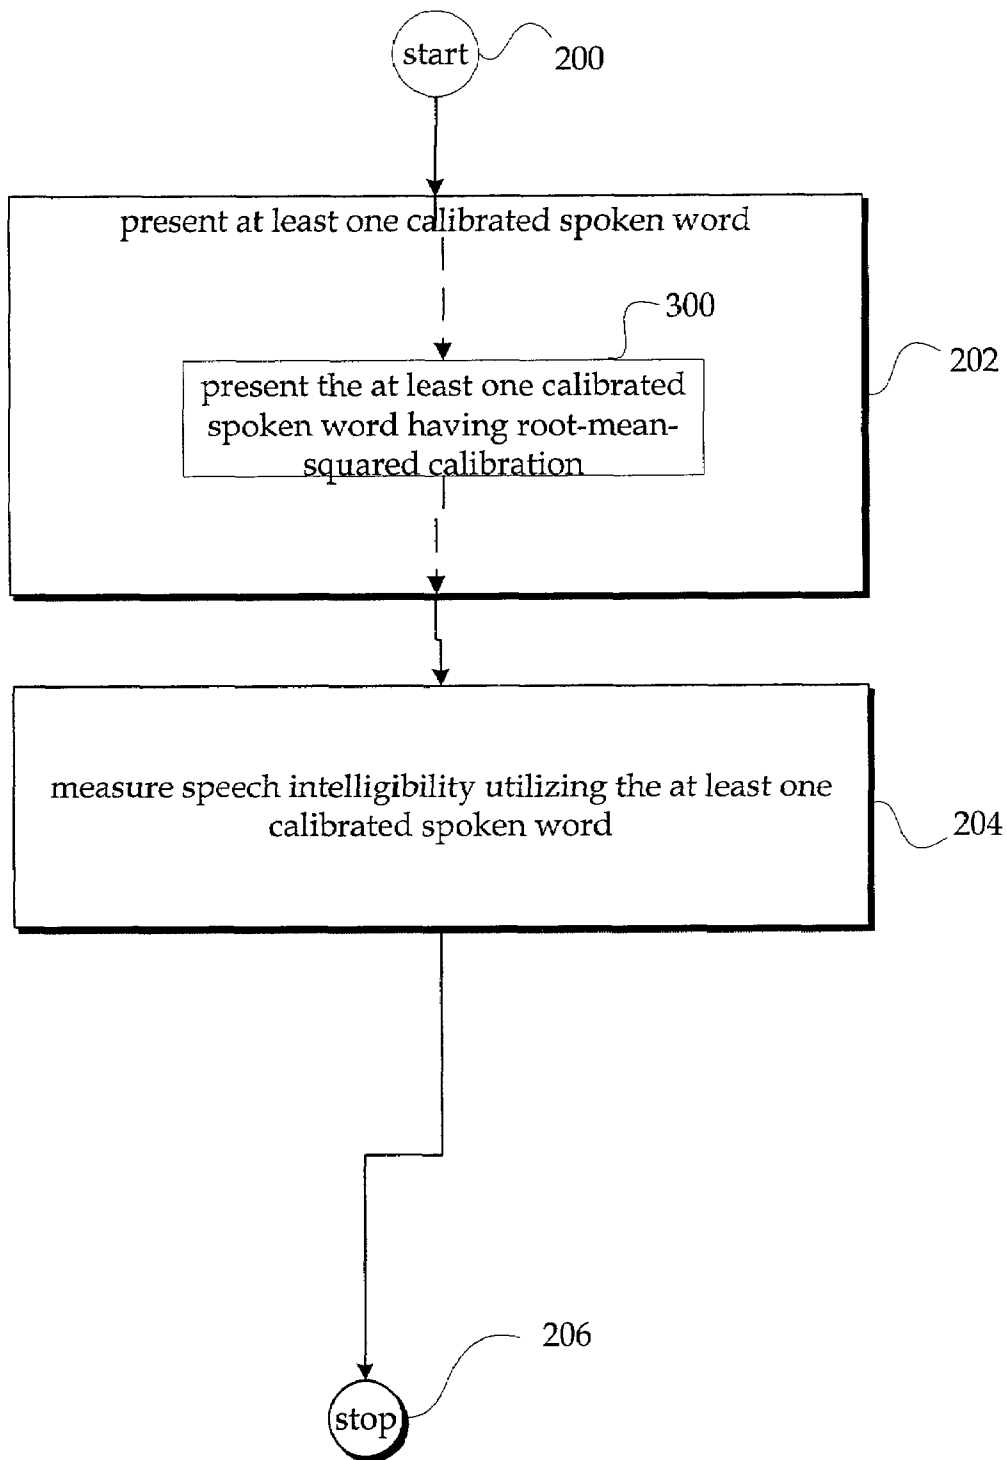 start
200
present at least one calibrated spoken word
300
present the at least one calibrated
spoken word having root-mean-
squared calibration
202
measure speech intelligibility utilizing the at least one
calibrated spoken word
204
206
stop